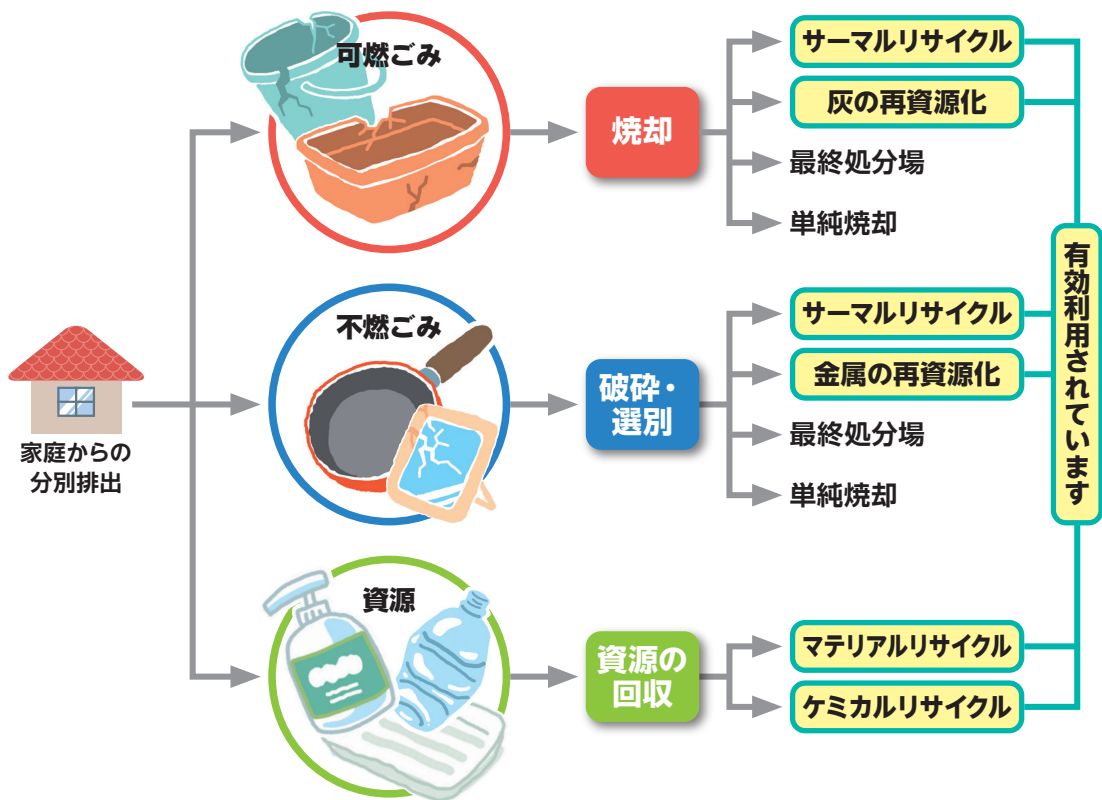 家庭からの
分別排出
可燃ごみ
焼却
サーマルリサイクル
灰の再資源化
最終処分場
単純焼却
不燃ごみ
破砕・
選別
サーマルリサイクル
金属の再資源化
最終処分場
単純焼却
資源
資源の
回収
マテリアルリサイクル
ケミカルリサイクル
有効利用されています